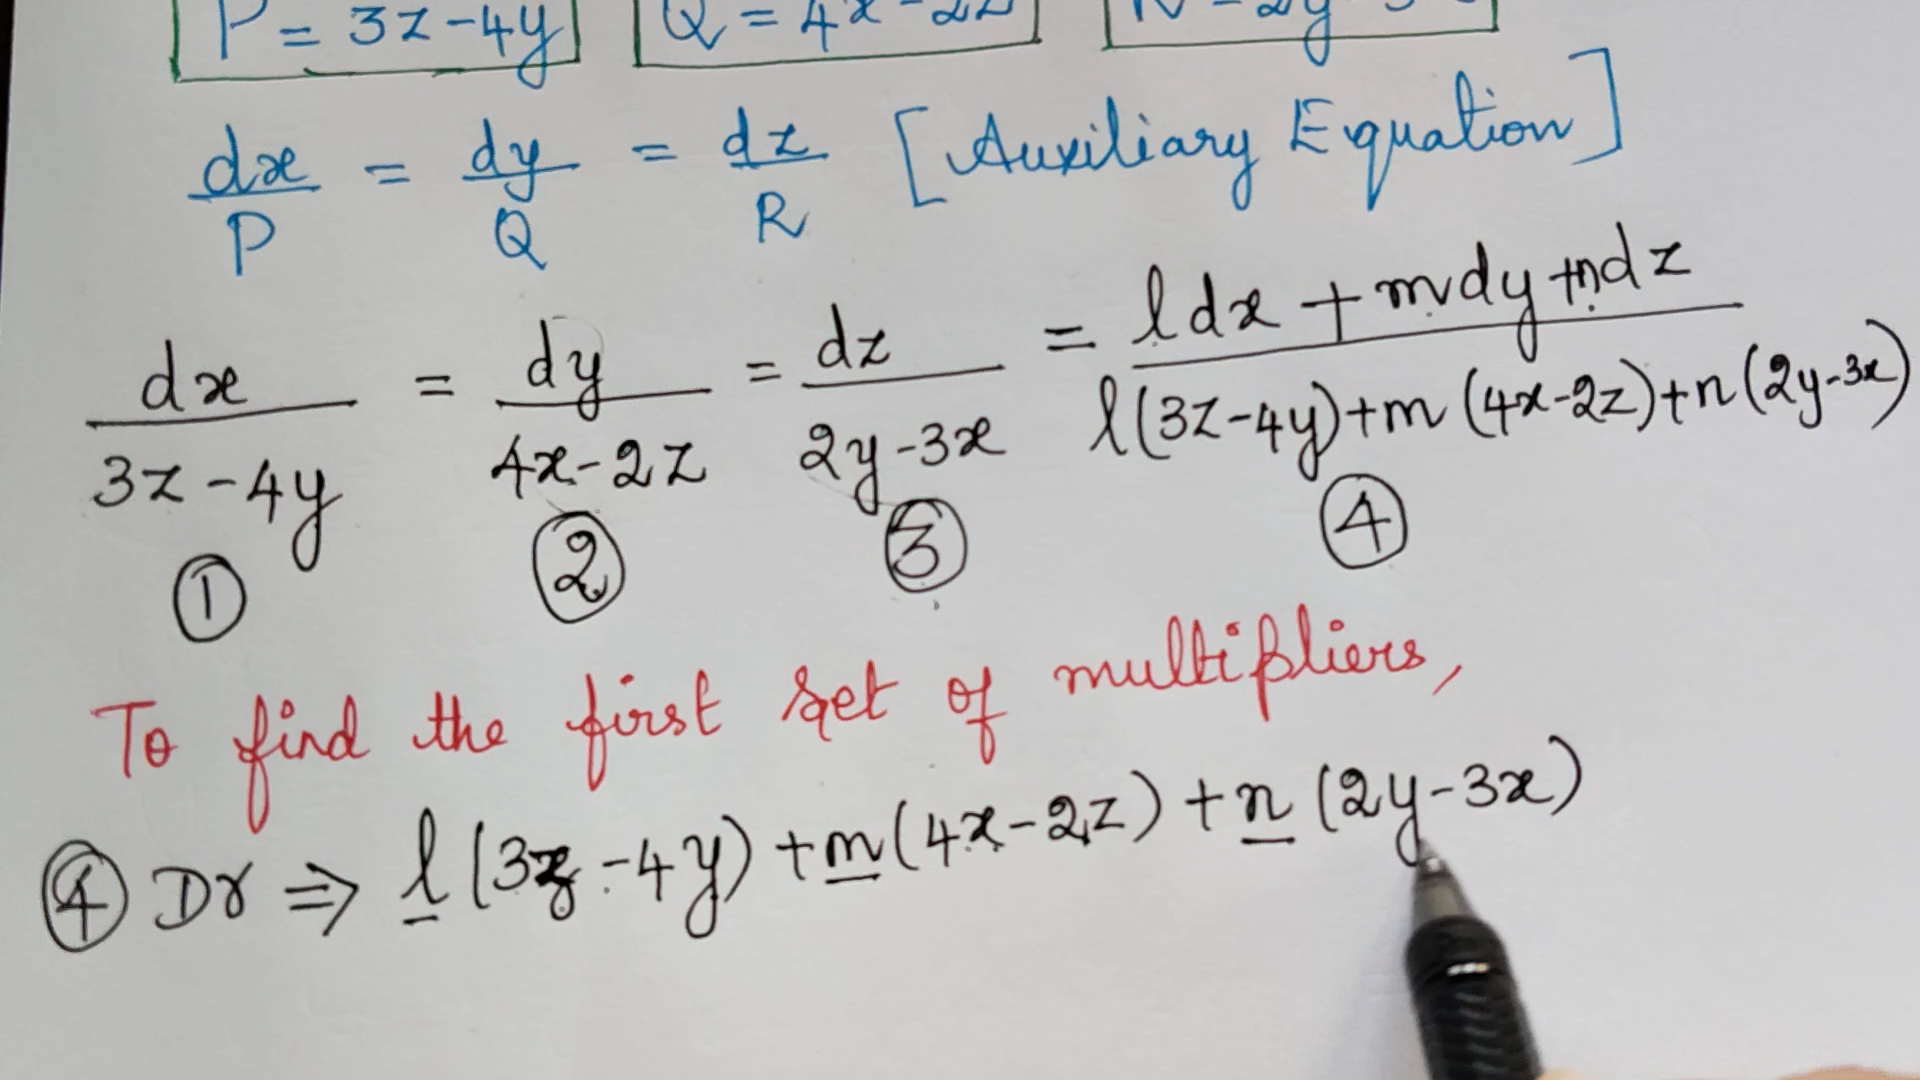 P = 3z - 4y Q = 4x - 2z
dx/P = dy/Q = dz/R [Auxiliary Equation]
dx/(3z - 4y) = dy/(4x - 2z) = dz/(2y - 3x) = (ldx + mdy + ndz)/(l(3z - 4y) + m(4x - 2z) + n(2y - 3x))
① ② ③ ④
To find the first set of multipliers,
④ Dr ⇒ l(3z - 4y) + m(4x - 2z) + n(2y - 3x)